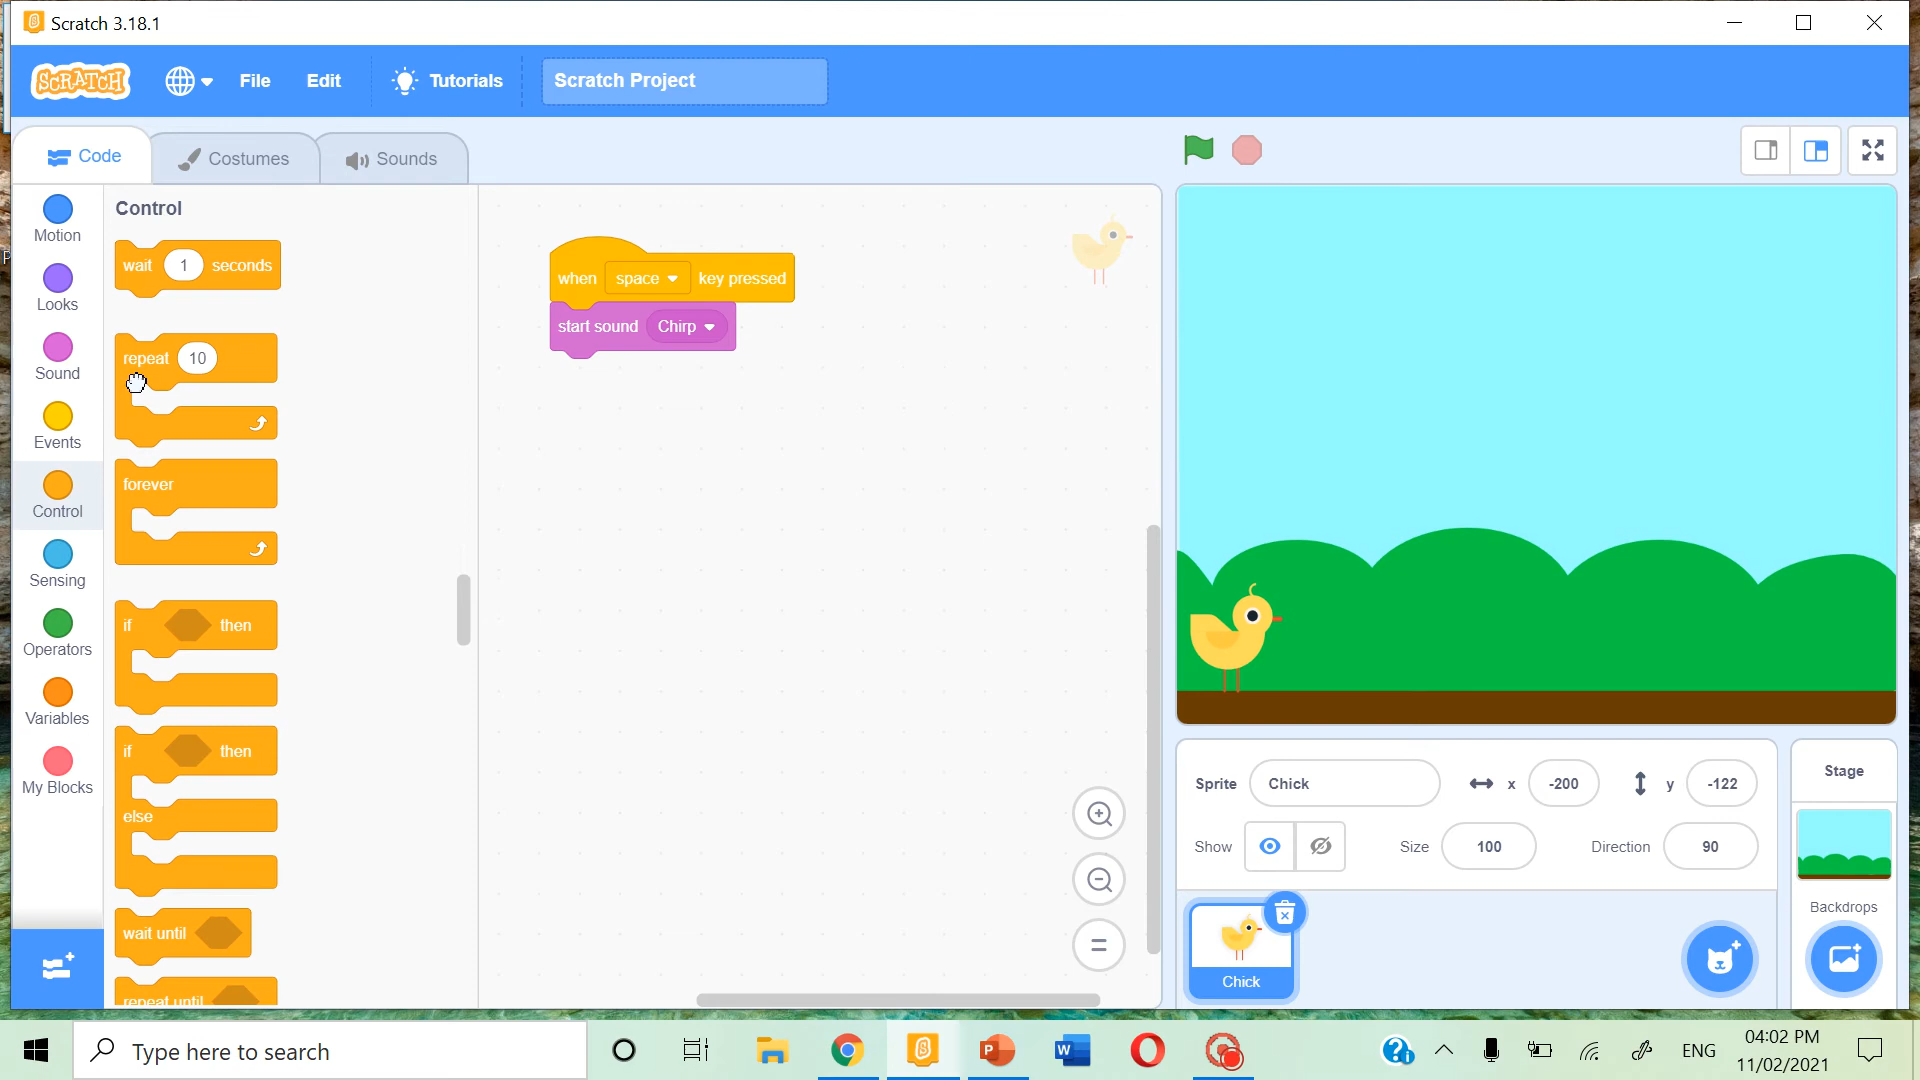 Scratch 3.18.1
SCRATCH
File
Edit
Tutorials
Scratch Project
Code
Costumes
Sounds
Motion
Looks
Sound
Events
Control
Sensing
Operators
Variables
My Blocks
Control
wait 1 seconds
repeat 10
forever
if then
if then
else
wait until
repeat until
when space key pressed
start sound Chirp
Sprite Chick x -200 y -122
Show Size 100 Direction 90
Chick
Stage
Backdrops
Type here to search
ENG
04:02 PM
11/02/2021